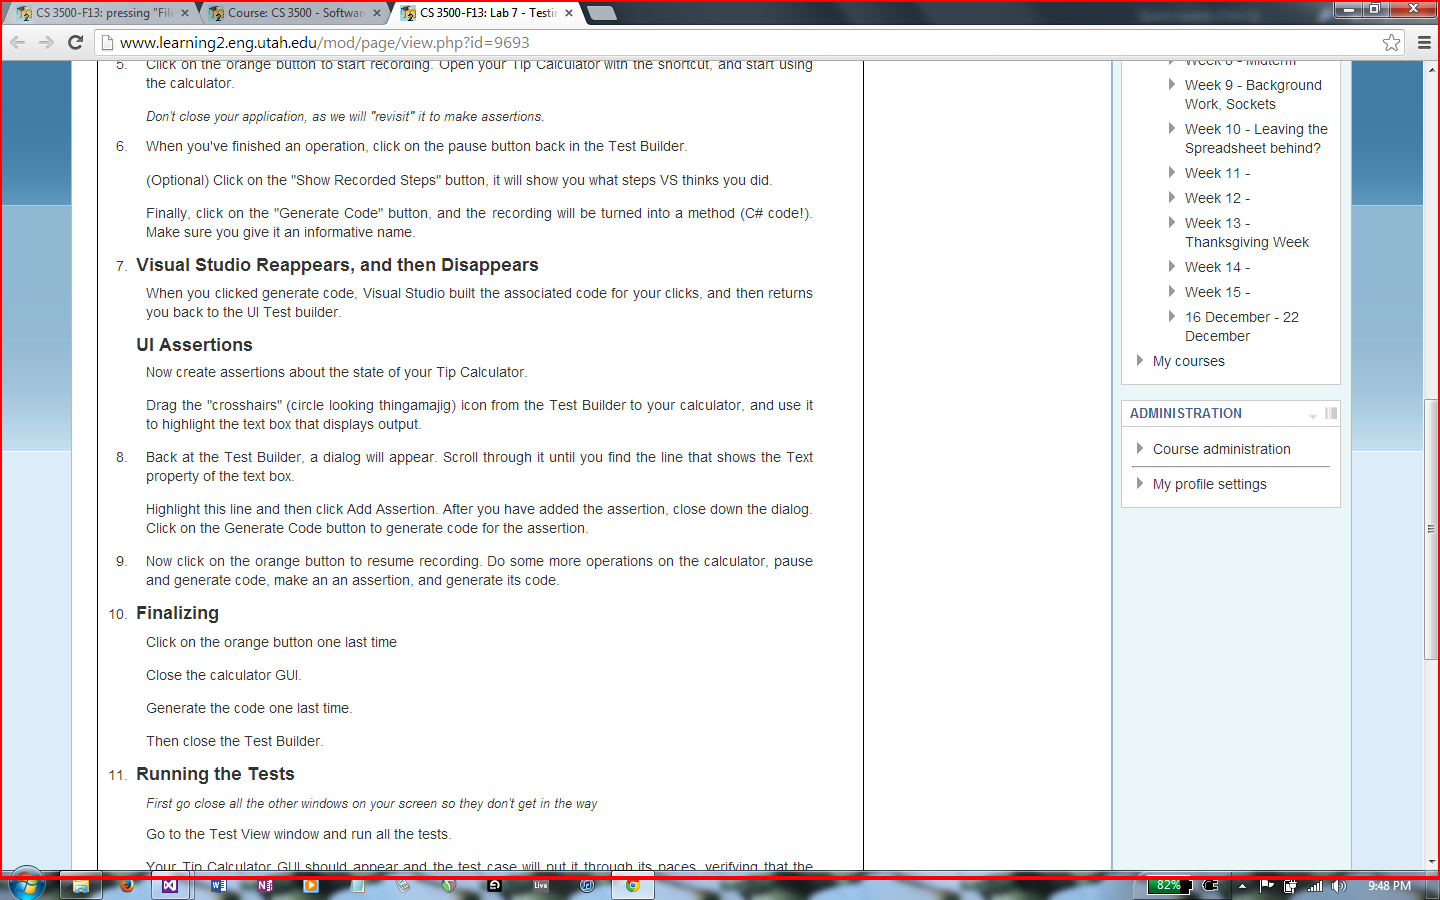 CS 3500-F13: pressing "File
Course: CS 3500 - Softwar
CS 3500-F13: Lab 7 - Testin
www.learning2.eng.utah.edu/mod/page/view.php?id=9693
5. Click on the orange button to start recording. Open your Tip Calculator with the shortcut, and start using
the calculator.
Don't close your application, as we will "revisit" it to make assertions.
6. When you've finished an operation, click on the pause button back in the Test Builder.
(Optional) Click on the "Show Recorded Steps" button, it will show you what steps VS thinks you did.
Finally, click on the "Generate Code" button, and the recording will be turned into a method (C# code!).
Make sure you give it an informative name.
7. Visual Studio Reappears, and then Disappears
When you clicked generate code, Visual Studio built the associated code for your clicks, and then returns
you back to the UI Test builder.
UI Assertions
Now create assertions about the state of your Tip Calculator.
Drag the "crosshairs" (circle looking thingamajig) icon from the Test Builder to your calculator, and use it
to highlight the text box that displays output.
8. Back at the Test Builder, a dialog will appear. Scroll through it until you find the line that shows the Text
property of the text box.
Highlight this line and then click Add Assertion. After you have added the assertion, close down the dialog.
Click on the Generate Code button to generate code for the assertion.
9. Now click on the orange button to resume recording. Do some more operations on the calculator, pause
and generate code, make an an assertion, and generate its code.
10. Finalizing
Click on the orange button one last time
Close the calculator GUI.
Generate the code one last time.
Then close the Test Builder.
11. Running the Tests
First go close all the other windows on your screen so they don't get in the way
Go to the Test View window and run all the tests.
Your Tip Calculator GUI should appear and the test case will put it through its paces, verifying that the
Week 8 - Midterm
Week 9 - Background
Work, Sockets
Week 10 - Leaving the
Spreadsheet behind?
Week 11 -
Week 12 -
Week 13 -
Thanksgiving Week
Week 14 -
Week 15 -
16 December - 22
December
My courses
ADMINISTRATION
Course administration
My profile settings
Live
82%
9:48 PM